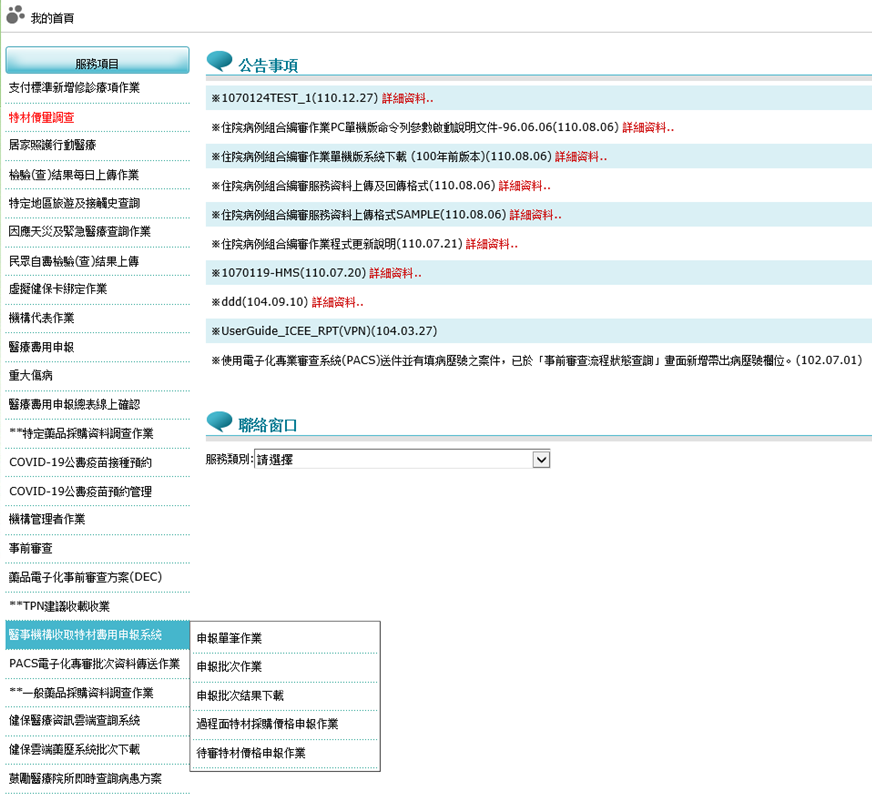 我的首頁
服務項目
支付標準新增修診療項作業
特材價量調查
居家照護行動醫療
檢驗(查)結果每日上傳作業
特定地區旅遊及接觸史查詢
因應天災及緊急醫療查詢作業
民眾自費檢驗(查)結果上傳
虛擬健保卡綁定作業
機構代表作業
醫療費用申報
重大傷病
醫療費用申報總表線上確認
**特定藥品採購資料調查作業
COVID-19公費疫苗接種預約
COVID-19公費疫苗預約管理
機構管理者作業
事前審查
藥品電子化事前審查方案(DEC)
**TPN建議收載收業
醫事機構收取特材費用申報系統
PACS電子化專審批次資料傳送作業
**一般藥品採購資料調查作業
健保醫療資訊雲端查詢系統
健保雲端藥歷系統批次下載
鼓勵醫療院所即時查詢病患方案
申報單筆作業
申報批次作業
申報批次結果下載
過程面特材採購價格申報作業
待審特材價格申報作業
公告事項
※1070124TEST_1(110.12.27) 詳細資料..
※住院病例組合編審作業PC單機版命令列參數啟動說明文件-96.06.06(110.08.06) 詳細資料..
※住院病例組合編審作業單機版系統下載 (100年前版本)(110.08.06) 詳細資料..
※住院病例組合編審服務資料上傳及回傳格式(110.08.06) 詳細資料..
※住院病例組合編審服務資料上傳格式SAMPLE(110.08.06) 詳細資料..
※住院病例組合編審作業程式更新說明(110.07.21) 詳細資料..
※1070119-HMS(110.07.20) 詳細資料..
※ddd(104.09.10) 詳細資料..
※UserGuide_ICEE_RPT(VPN)(104.03.27)
※使用電子化專業審查系統(PACS)送件並有填病歷號之案件，已於「事前審查流程狀態查詢」畫面新增帶出病歷號欄位。(102.07.01)
聯絡窗口
服務類別:請選擇